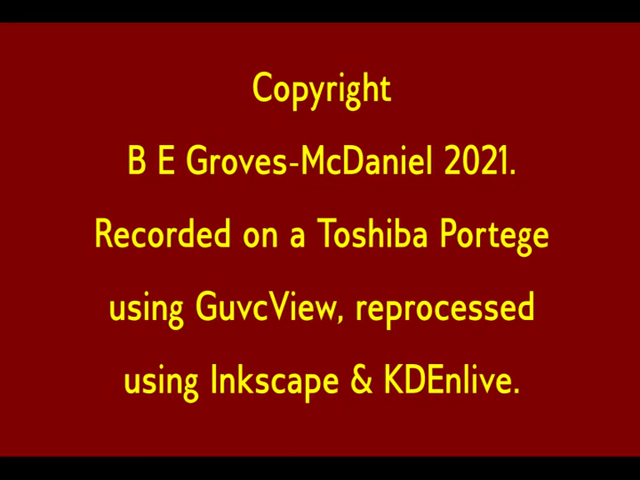 Copyright
B E Groves-McDaniel 2021.
Recorded on a Toshiba Portege
using GuvcView, reprocessed
using Inkscape & KDEnlive.